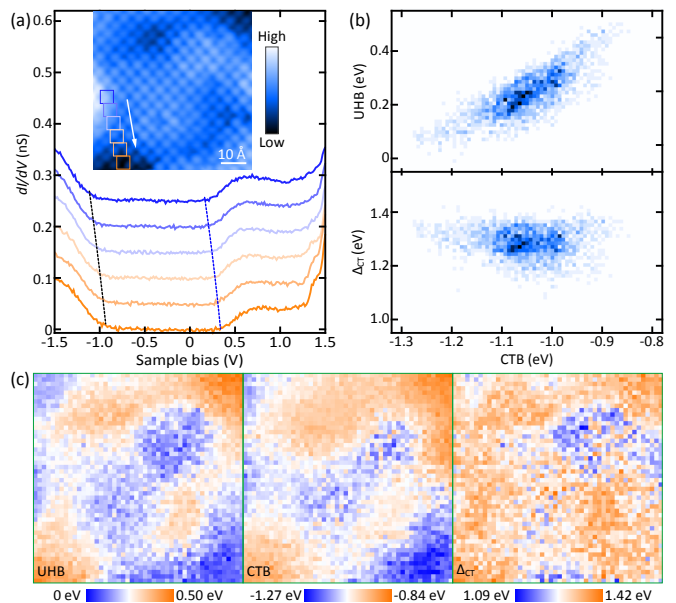 (a)
0.6
0.5
0.4
0.3
0.2
0.1
0
dI/dV (nS)
High
Low
10 Å
-1.5 -1.0 -0.5 0 0.5 1.0 1.5
Sample bias (V)
(b)
0.4
0.2
0
UHB (eV)
1.4
1.2
1.0
ΔCT (eV)
-1.3 -1.2 -1.1 -1.0 -0.9 -0.8
CTB (eV)
(c)
UHB CTB ΔCT
0 eV 0.50 eV -1.27 eV -0.84 eV 1.09 eV 1.42 eV